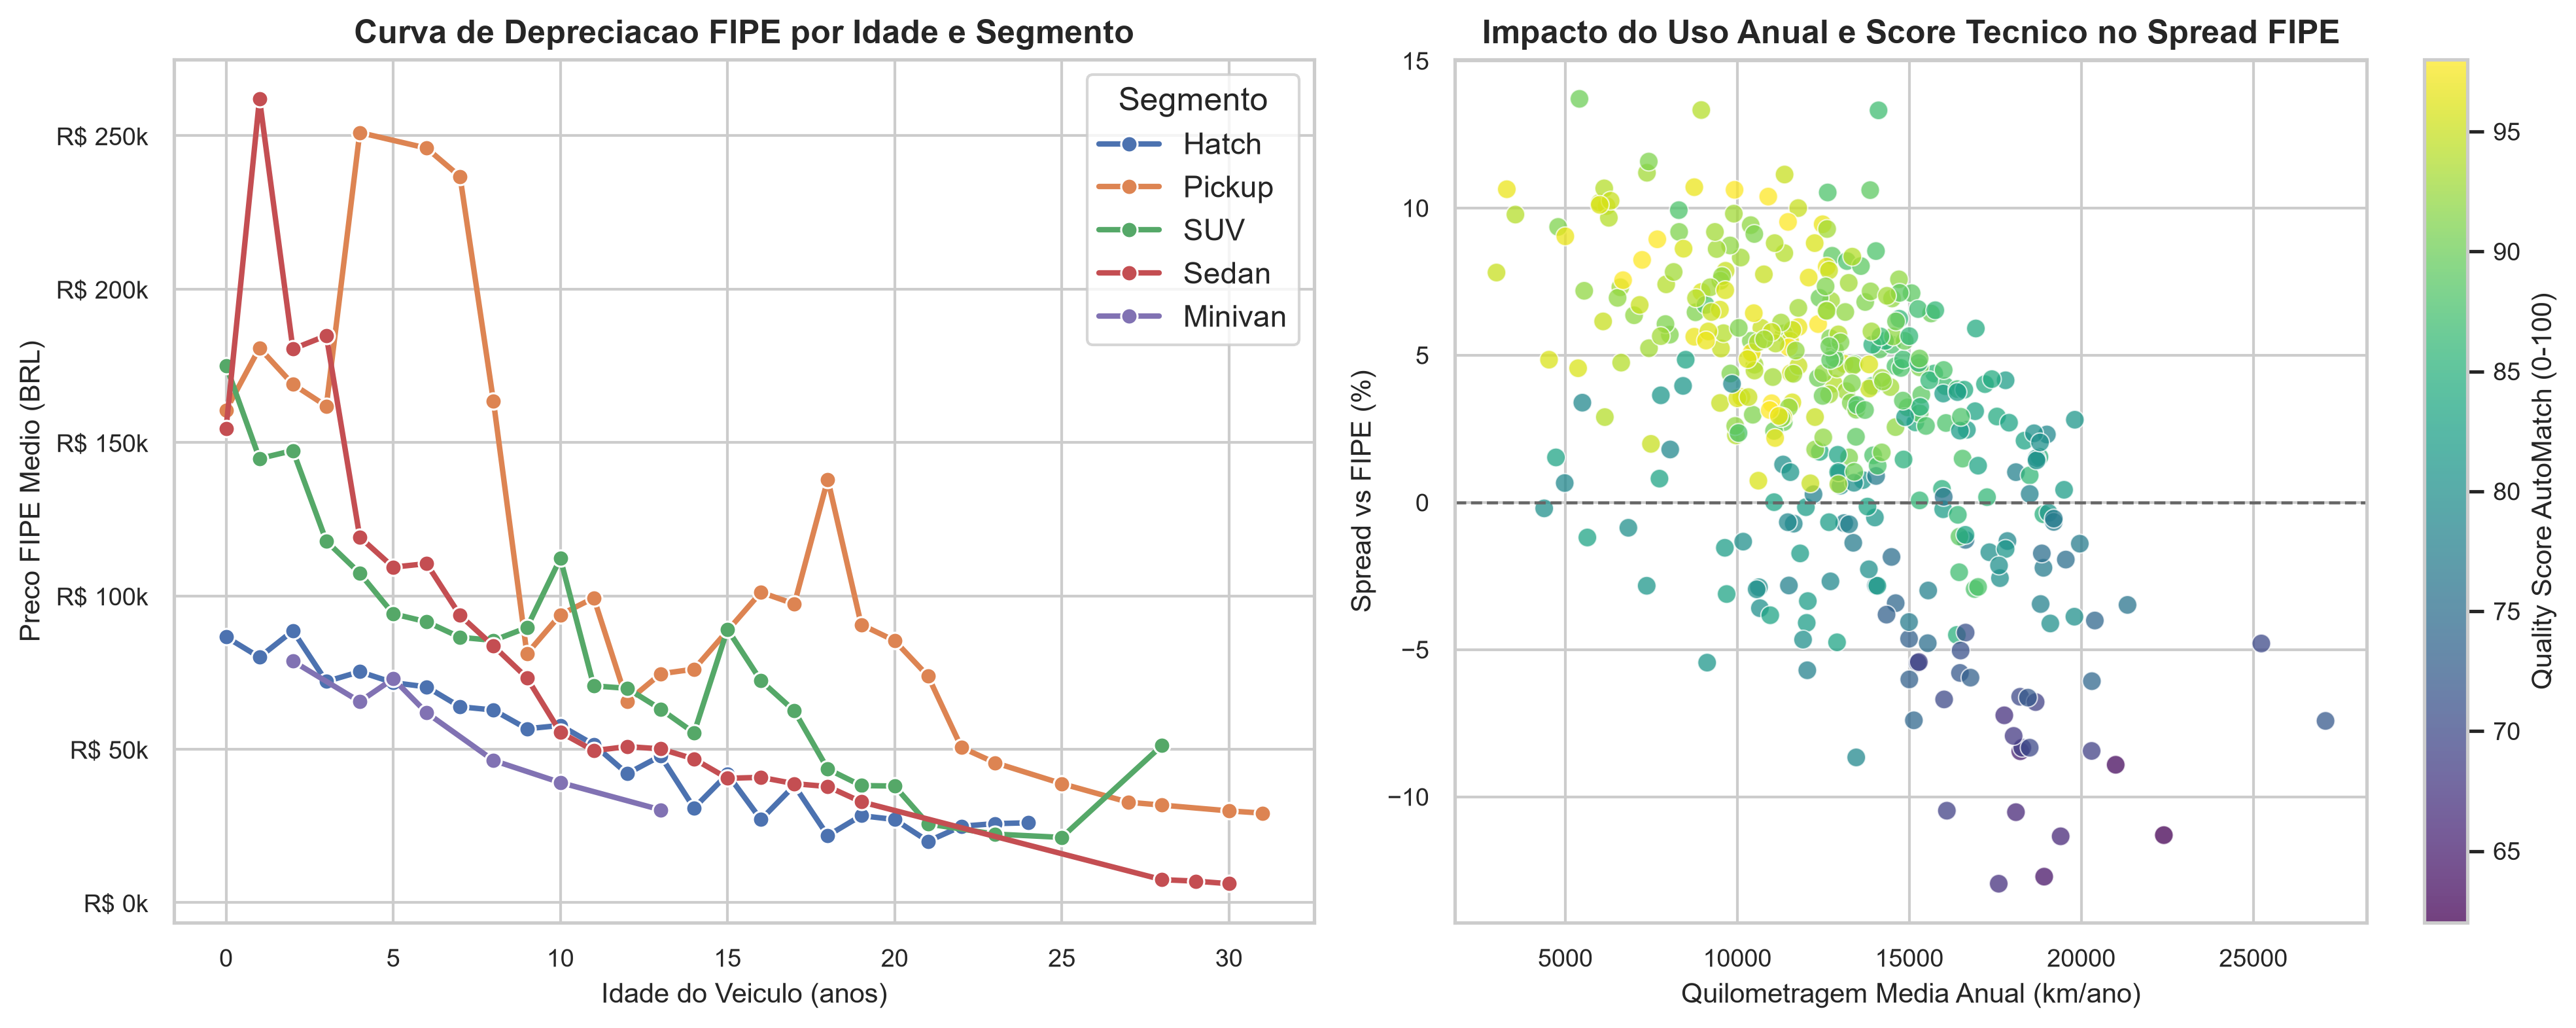 Curva de Depreciacao FIPE por Idade e Segmento
Preco FIPE Medio (BRL)
R$ 250k
R$ 200k
R$ 150k
R$ 100k
R$ 50k
R$ 0k
0 5 10 15 20 25 30
Idade do Veiculo (anos)
Segmento
Hatch
Pickup
SUV
Sedan
Minivan
Impacto do Uso Anual e Score Tecnico no Spread FIPE
Spread vs FIPE (%)
15
10
5
0
−5
−10
5000 10000 15000 20000 25000
Quilometragem Media Anual (km/ano)
95
90
85
80
75
70
65
Quality Score AutoMatch (0-100)